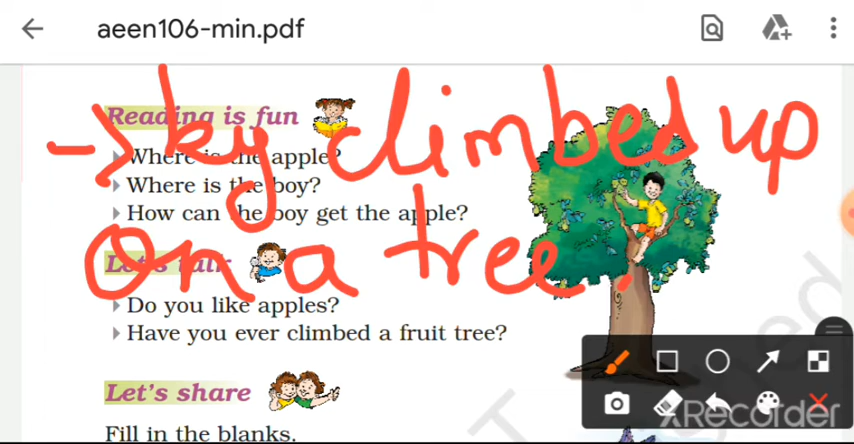 aeen106-min.pdf
Reading is fun
→ by climbed up
Where is the apple?
Where is the boy?
How can the boy get the apple?
on a tree.
Let's talk
Do you like apples?
Have you ever climbed a fruit tree?
Let's share
Fill in the blanks.
XRecorder